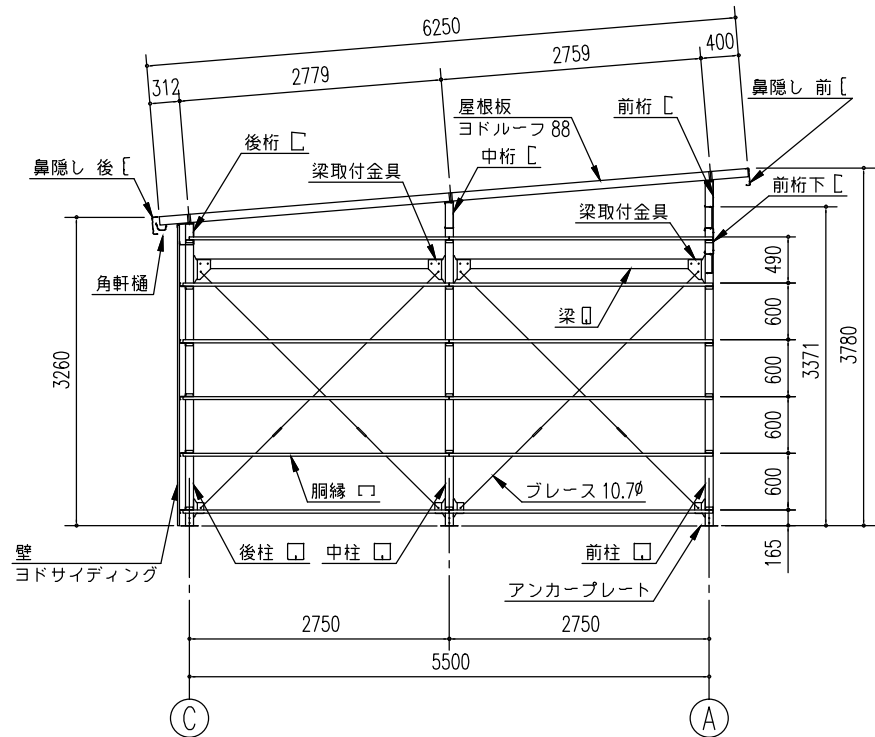 6250
312
2779
2759
400
鼻隠し 前
屋根板
ヨドルーフ 88
前桁
後桁
中桁
梁取付金具
鼻隠し 後
前桁下
梁取付金具
角軒樋
梁
490
600
600
600
600
165
3371
3780
3260
胴縁
ブレース 10.7φ
壁
ヨドサイディング
後柱
中柱
前柱
アンカープレート
2750
2750
5500
C
A